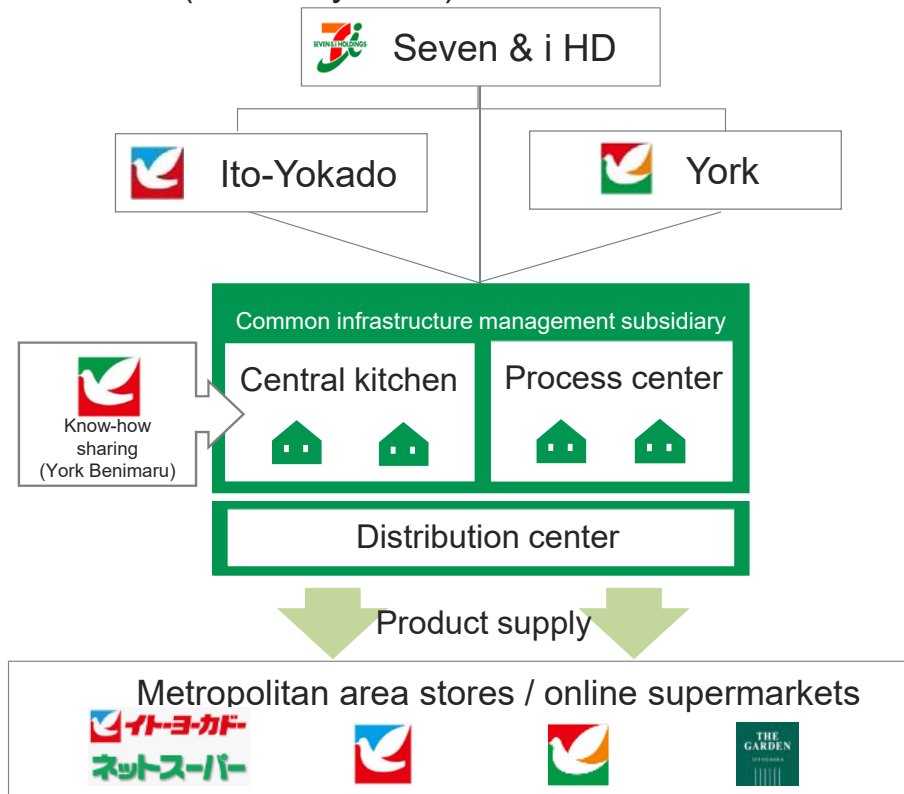 SEVEN & i HOLDINGS
Seven & i HD
Ito-Yokado
York
Common infrastructure management subsidiary
Central kitchen
Process center
Know-how
sharing
(York Benimaru)
Distribution center
Product supply
Metropolitan area stores / online supermarkets
イトーヨーカドー
ネットスーパー
THE
GARDEN